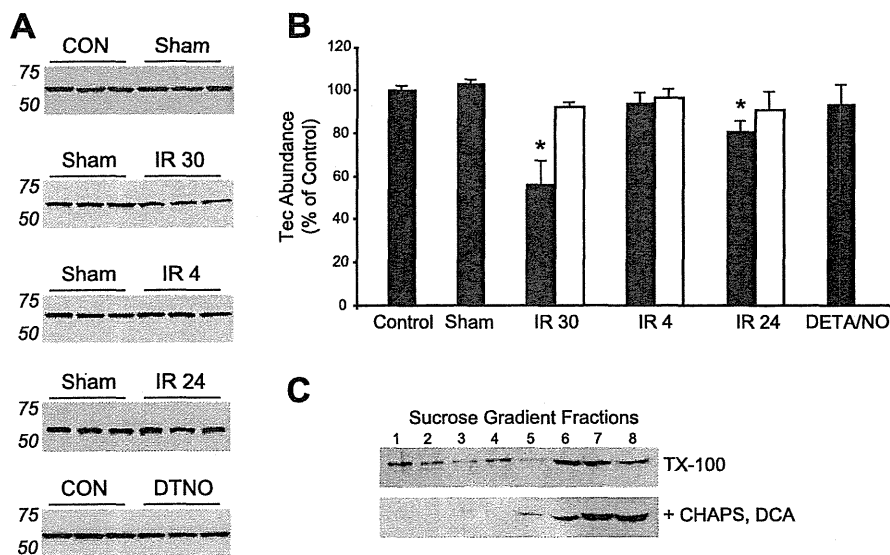 A
CON Sham
75
50
Sham IR 30
75
50
Sham IR 4
75
50
Sham IR 24
75
50
CON DTNO
75
50
B
Tec Abundance
(% of Control)
120
100
80
60
40
20
0
* *
Control Sham IR 30 IR 4 IR 24 DETA/NO
C
Sucrose Gradient Fractions
1 2 3 4 5 6 7 8
TX-100
+ CHAPS, DCA